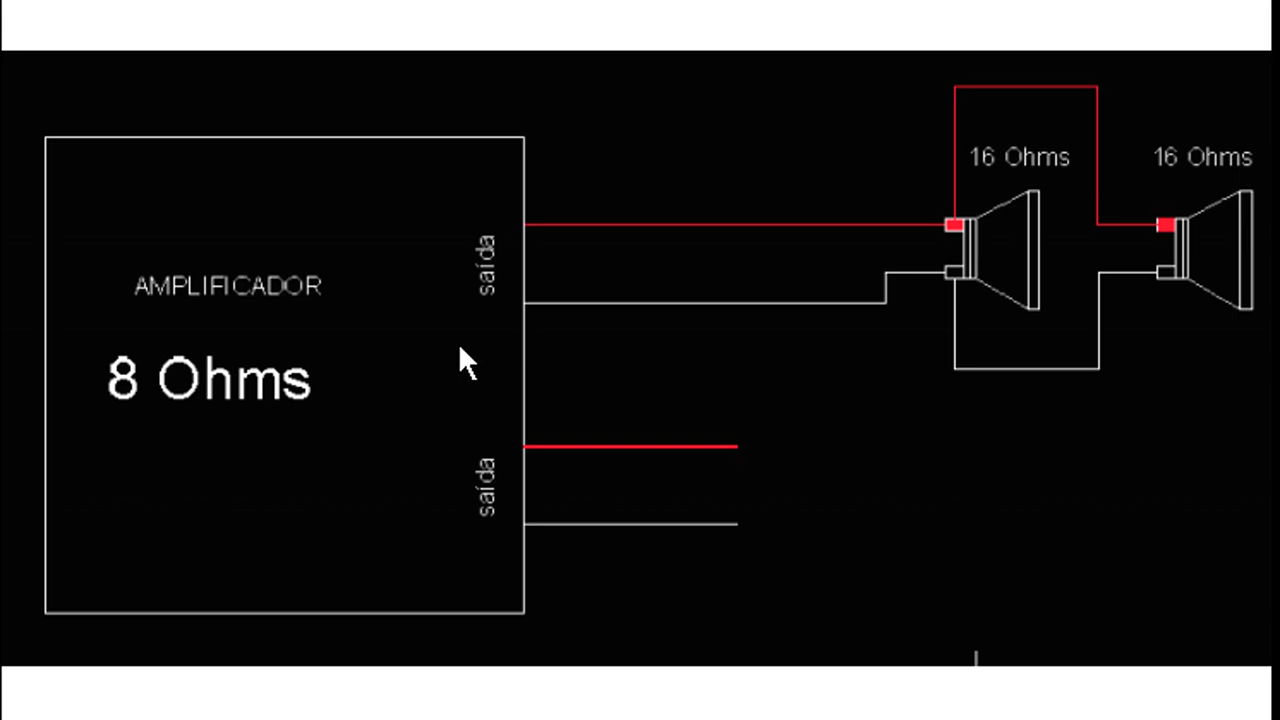 16 Ohms
16 Ohms
saída
AMPLIFICADOR
8 Ohms
saída